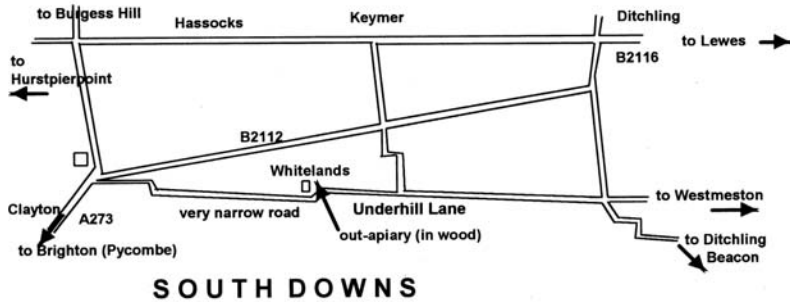 to Burgess Hill
Hassocks
Keymer
Ditchling
to Lewes
B2116
to
Hurstpierpoint
B2112
Whitelands
Clayton
A273
very narrow road
Underhill Lane
to Westmeston
out-apiary (in wood)
to Brighton (Pycombe)
to Ditchling
Beacon
SOUTH DOWNS